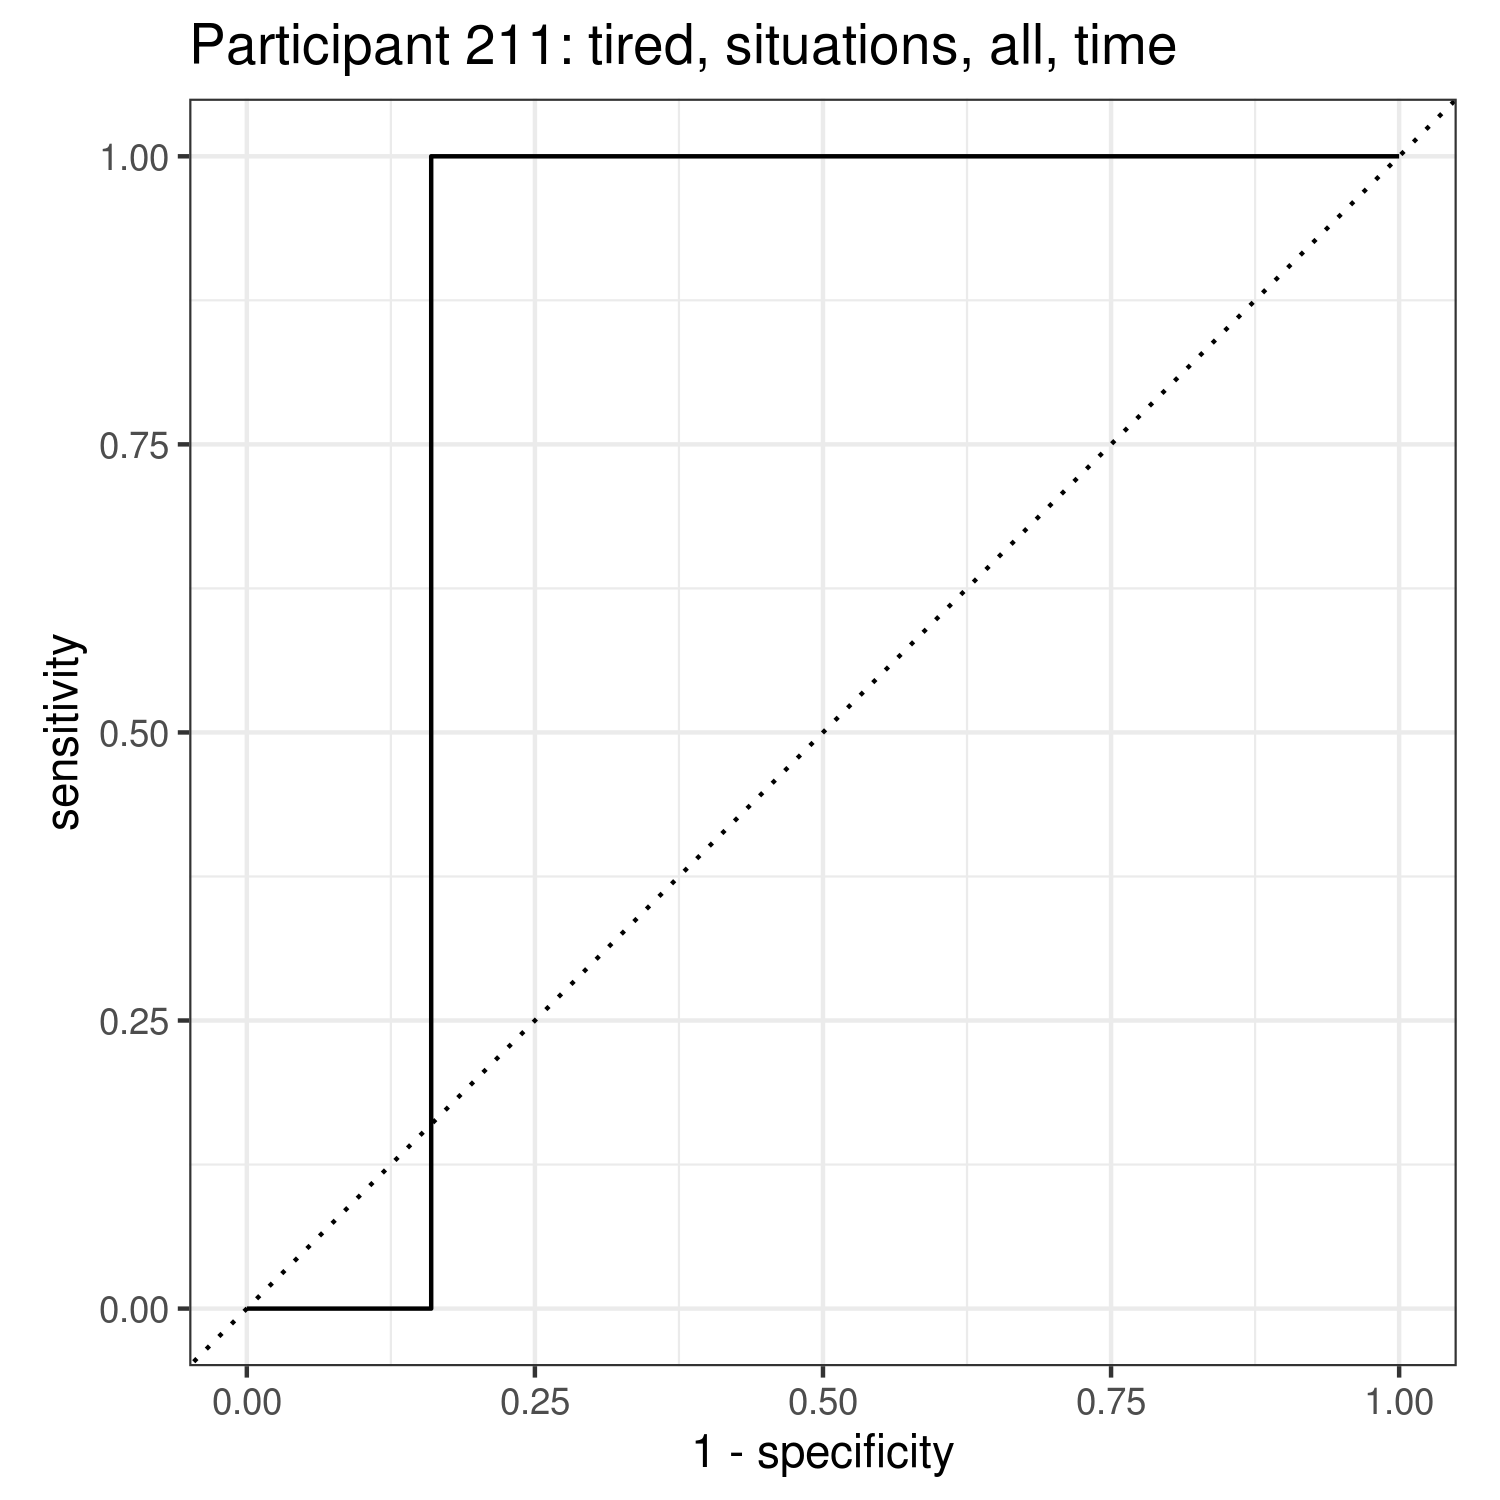 Participant 211: tired, situations, all, time
1.00
0.75
0.50
0.25
0.00
sensitivity
0.00 0.25 0.50 0.75 1.00
1 - specificity